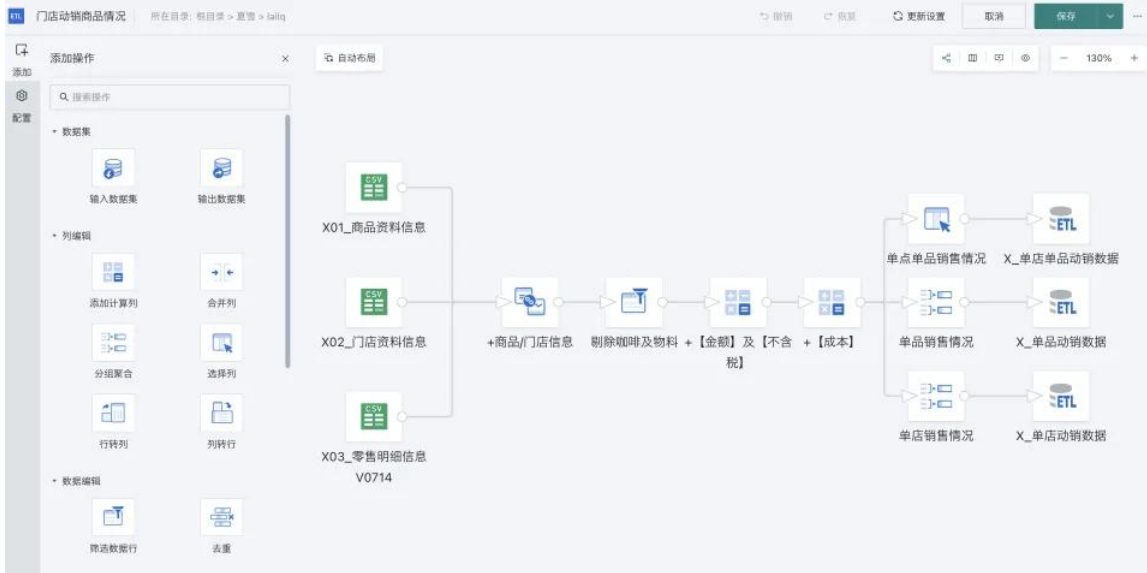 ETL 门店动销商品情况 所在目录: 根目录 > 夏雪 > lailq 撤销 恢复 更新设置 取消 保存
添加
配置
添加操作 ×
搜索操作
数据集
输入数据集 输出数据集
列编辑
添加计算列 合并列
分组聚合 选择列
行转列 列转行
数据编辑
筛选数据行 去重
自动布局
− 130% +
CSV
X01_商品资料信息
CSV
X02_门店资料信息
CSV
X03_零售明细信息
V0714
+商品/门店信息
剔除咖啡及物料
+【金额】及【不含
税】
+【成本】
单点单品销售情况
ETL
X_单店单品动销数据
单品销售情况
ETL
X_单品动销数据
单店销售情况
ETL
X_单店动销数据